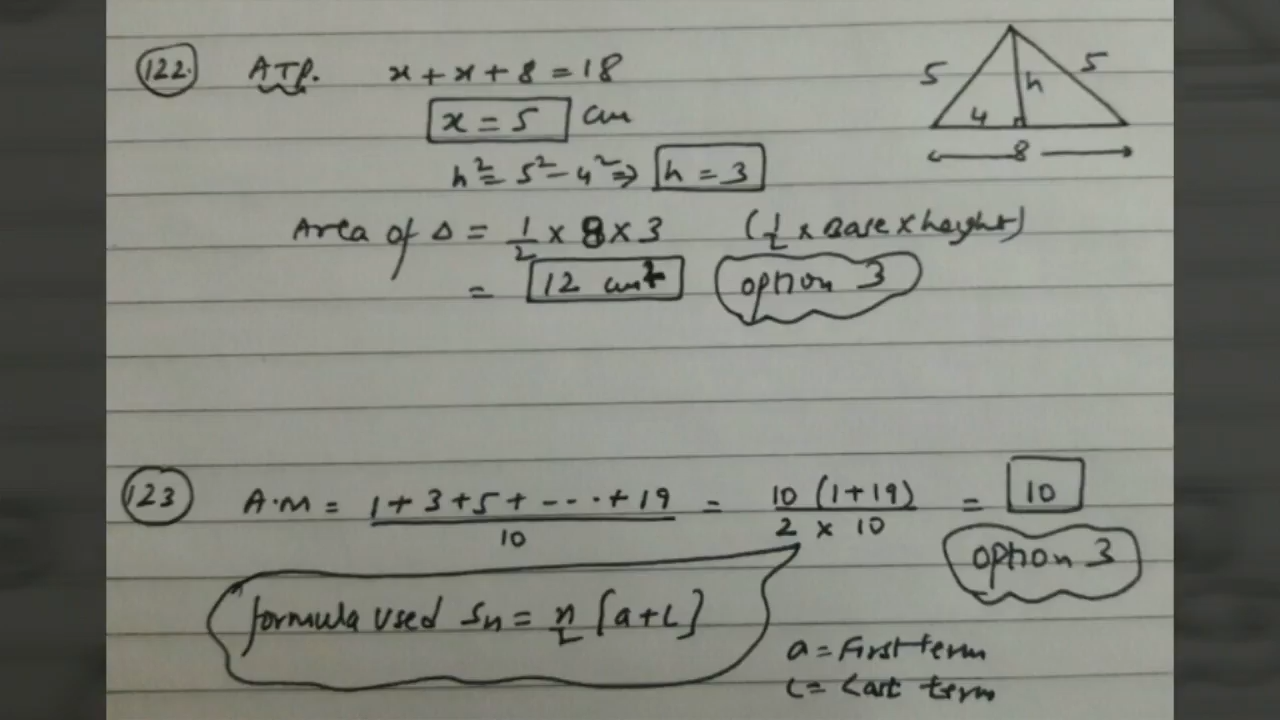 122. ATP. x + x + 8 = 18
x = 5 cm
h² = 5² - 4² ⇒ h = 3
Area of Δ = 1/2 × 8 × 3 (1/2 × Base × height)
= 12 cm² option 3
5 5
h
4
8
123 A.M = 1 + 3 + 5 + ---- + 19 / 10 = 10 (1 + 19) / 2 × 10 = 10
option 3
formula used Sn = n/2 [a + L]
a = First term
L = Last term